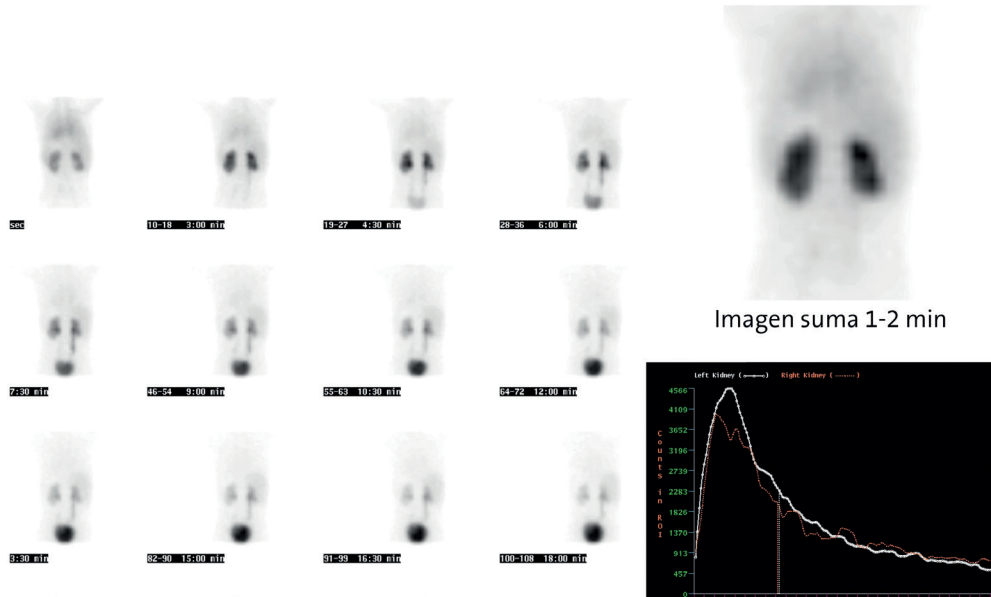 sec
10-18 3:00 min
19-27 4:30 min
28-36 6:00 min
7:30 min
46-54 9:00 min
55-63 10:30 min
64-72 12:00 min
3:30 min
82-90 15:00 min
91-99 16:30 min
100-108 18:00 min
Imagen suma 1-2 min
Left Kidney ( ) Right Kidney ( )
Counts in ROI
4566
4109
3652
3196
2739
2283
1826
1370
913
457
0